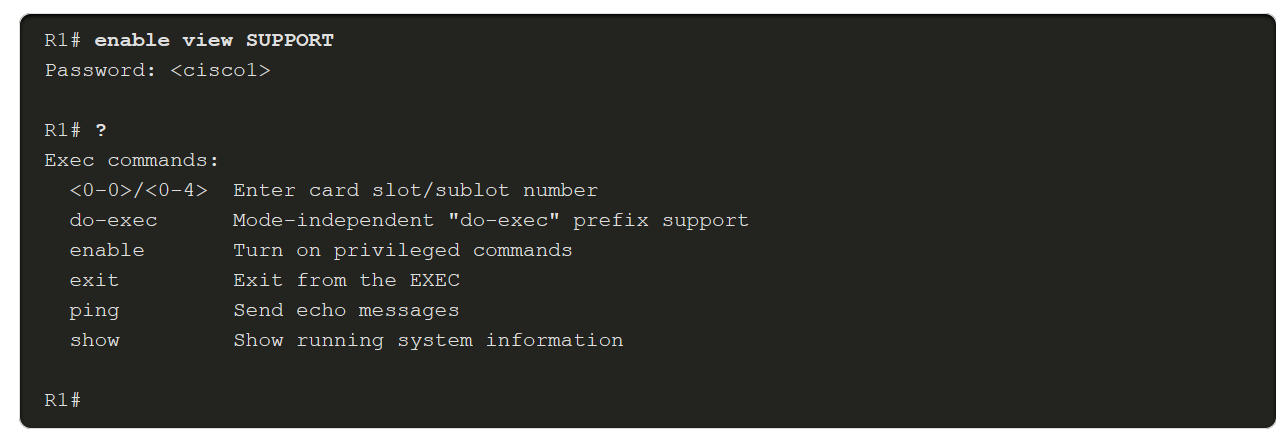 R1# enable view SUPPORT
Password: <cisco1>
R1# ?
Exec commands:
<0-0>/<0-4>  Enter card slot/sublot number
do-exec      Mode-independent "do-exec" prefix support
enable       Turn on privileged commands
exit         Exit from the EXEC
ping         Send echo messages
show         Show running system information
R1#